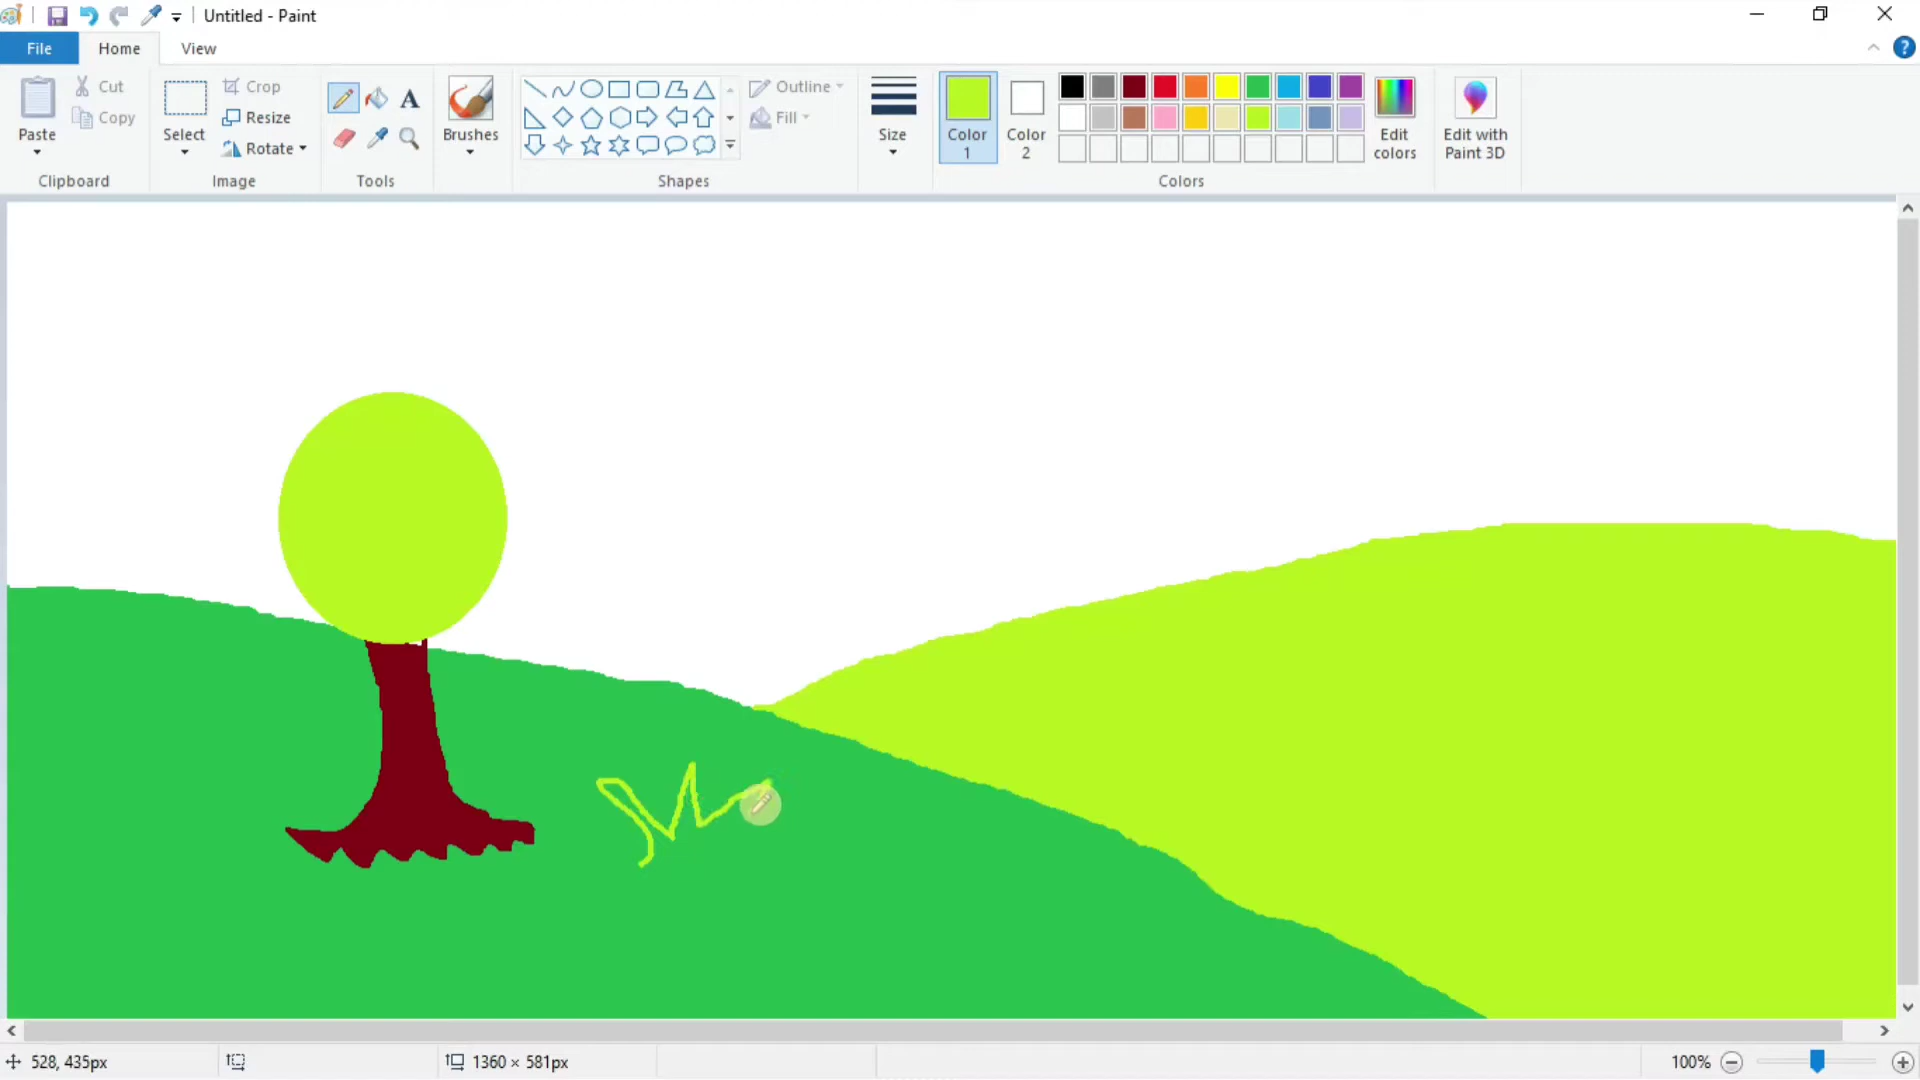 Untitled - Paint
File Home View
Paste Cut Copy Clipboard
Select Crop Resize Rotate Image
A Tools
Brushes
Shapes Outline Fill
Size
Color 1 Color 2 Edit colors Colors
Edit with Paint 3D
?
528, 435px 1360 × 581px 100%